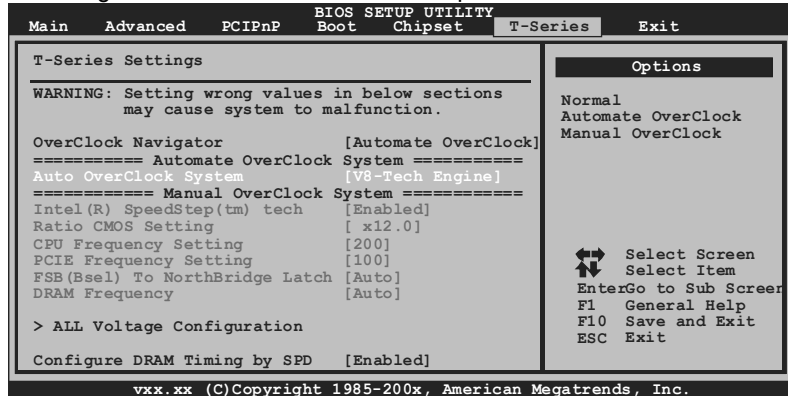 BIOS SETUP UTILITY
Main Advanced PCIPnP Boot Chipset T-Series Exit
T-Series Settings
WARNING: Setting wrong values in below sections
may cause system to malfunction.
OverClock Navigator [Automate OverClock]
=========== Automate OverClock System ===========
Auto OverClock System [V8-Tech Engine]
============ Manual OverClock System ============
Intel(R) SpeedStep(tm) tech [Enabled]
Ratio CMOS Setting [ x12.0]
CPU Frequency Setting [200]
PCIE Frequency Setting [100]
FSB(Bsel) To NorthBridge Latch [Auto]
DRAM Frequency [Auto]
> ALL Voltage Configuration
Configure DRAM Timing by SPD [Enabled]
Options
Normal
Automate OverClock
Manual OverClock
Select Screen
Select Item
EnterGo to Sub Screen
F1 General Help
F10 Save and Exit
ESC Exit
vxx.xx (C)Copyright 1985-200x, American Megatrends, Inc.